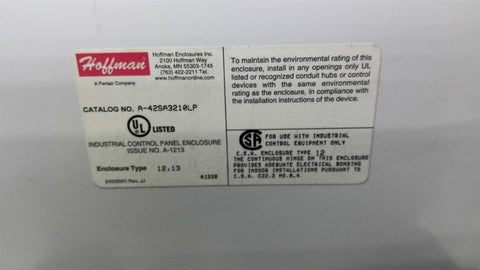 Hoffman
A Pentair Company
Hoffman Enclosures Inc.
2100 Hoffman Way
Anoka, MN 55303-1745
(763) 422-2211 Tel.
www.hoffmanonline.com
CATALOG NO. A-42SA3210LP
UL LISTED
INDUSTRIAL CONTROL PANEL ENCLOSURE
ISSUE NO. A-1213
Enclosure Type 12,13
Rev. JJ
61226
To maintain the environmental rating of this
enclosure, install in any openings only UL
listed or recognized conduit hubs or control
devices with the same environmental
rating as the enclosure, in compliance with
the installation instructions of the device.
FOR USE WITH INDUSTRIAL
CONTROL EQUIPMENT ONLY
C.S.A. ENCLOSURE TYPE 12
THE CONTINUOUS HINGE ON THIS ENCLOSURE
PROVIDES ADEQUATE ELECTRICAL BONDING
FOR INDOOR INSTALLATIONS PURSUANT TO
C.S.A. C22.2 NO.0.4.